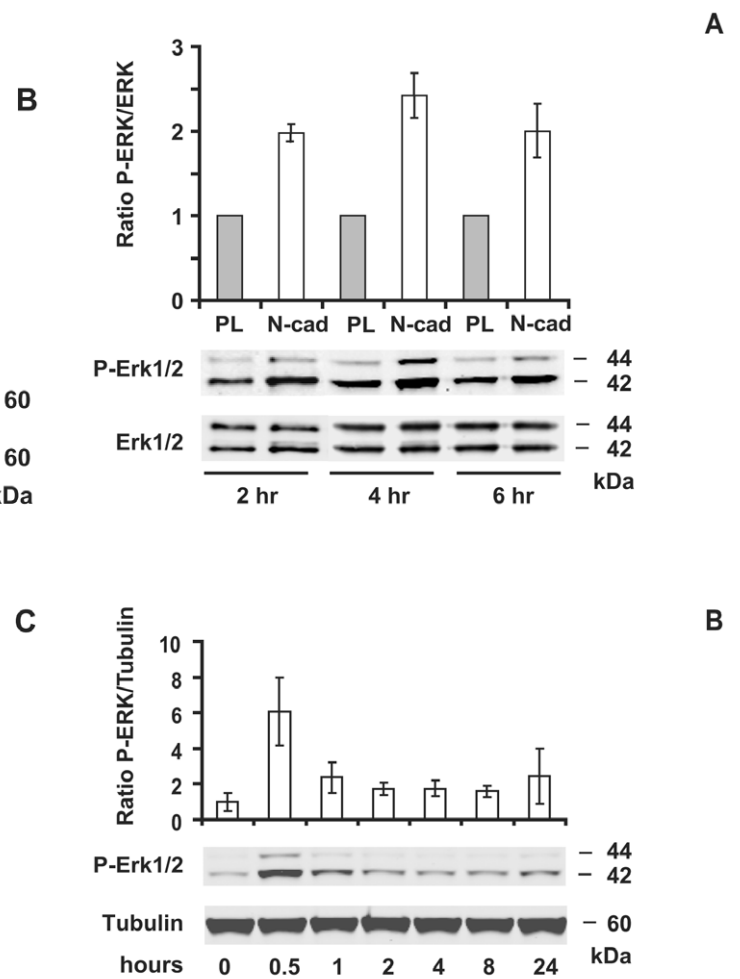 A
B
Ratio P-ERK/ERK
3
2
1
0
PL N-cad PL N-cad PL N-cad
P-Erk1/2
– 44
– 42
60
Erk1/2
– 44
– 42
60
kDa
2 hr 4 hr 6 hr
C
B
Ratio P-ERK/Tubulin
10
8
6
4
2
0
P-Erk1/2
– 44
– 42
Tubulin
– 60
kDa
hours 0 0.5 1 2 4 8 24